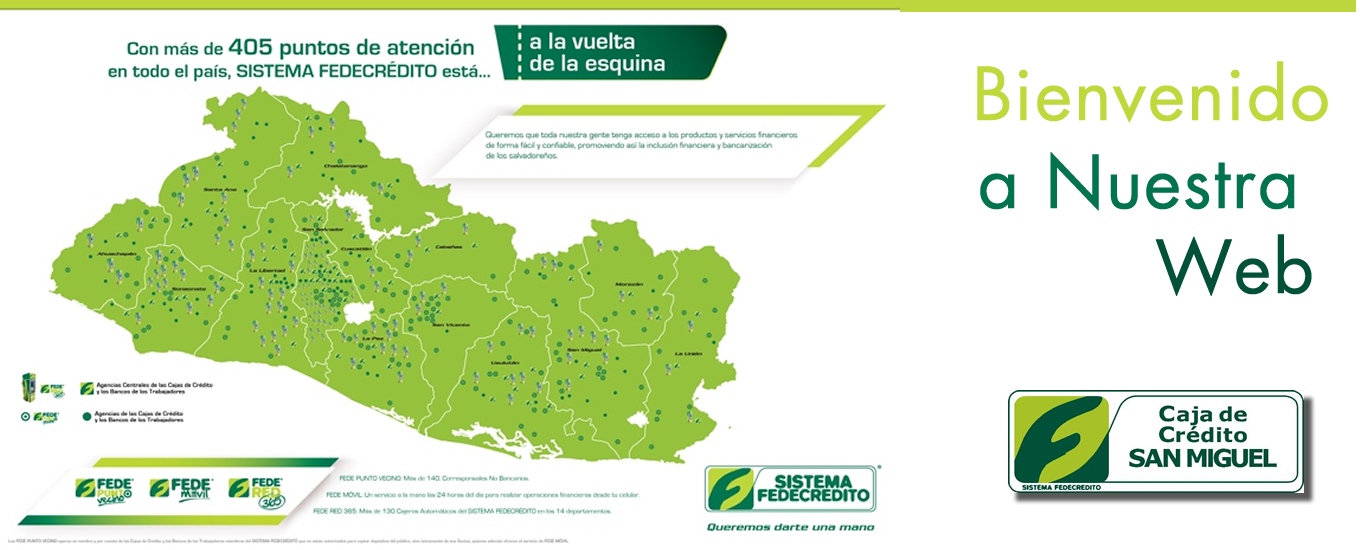 Con más de 405 puntos de atención
en todo el país, SISTEMA FEDECRÉDITO está...
a la vuelta
de la esquina
Queremos que toda nuestra gente tenga acceso a los productos y servicios financieros
de forma fácil y confiable, promoviendo así la inclusión financiera y bancarización
de los salvadoreños.
Bienvenido
a Nuestra
Web
Chalatenango
Santa Ana
San Salvador
Cuscatlán
Cabañas
Ahuachapán
La Libertad
Sonsonate
Morazán
San Vicente
La Paz
Usulután
San Miguel
La Unión
FEDE RED 365
Agencias Centrales de las Cajas de Crédito
y los Bancos de los Trabajadores
FEDE
Agencias de las Cajas de Crédito
y los Bancos de los Trabajadores
FEDE PUNTO vecino
FEDE Móvil
FEDE RED 365
FEDE PUNTO VECINO: Más de 140, Corresponsales No Bancarios.
FEDE MÓVIL: Un servicio a la mano las 24 horas del día para realizar operaciones financieras desde tu celular.
FEDE RED 365: Más de 130 Cajeros Automáticos del SISTEMA FEDECRÉDITO en los 14 departamentos.
SISTEMA
FEDECRÉDITO
Queremos darte una mano
Caja de
Crédito
SAN MIGUEL
SISTEMA FEDECRÉDITO